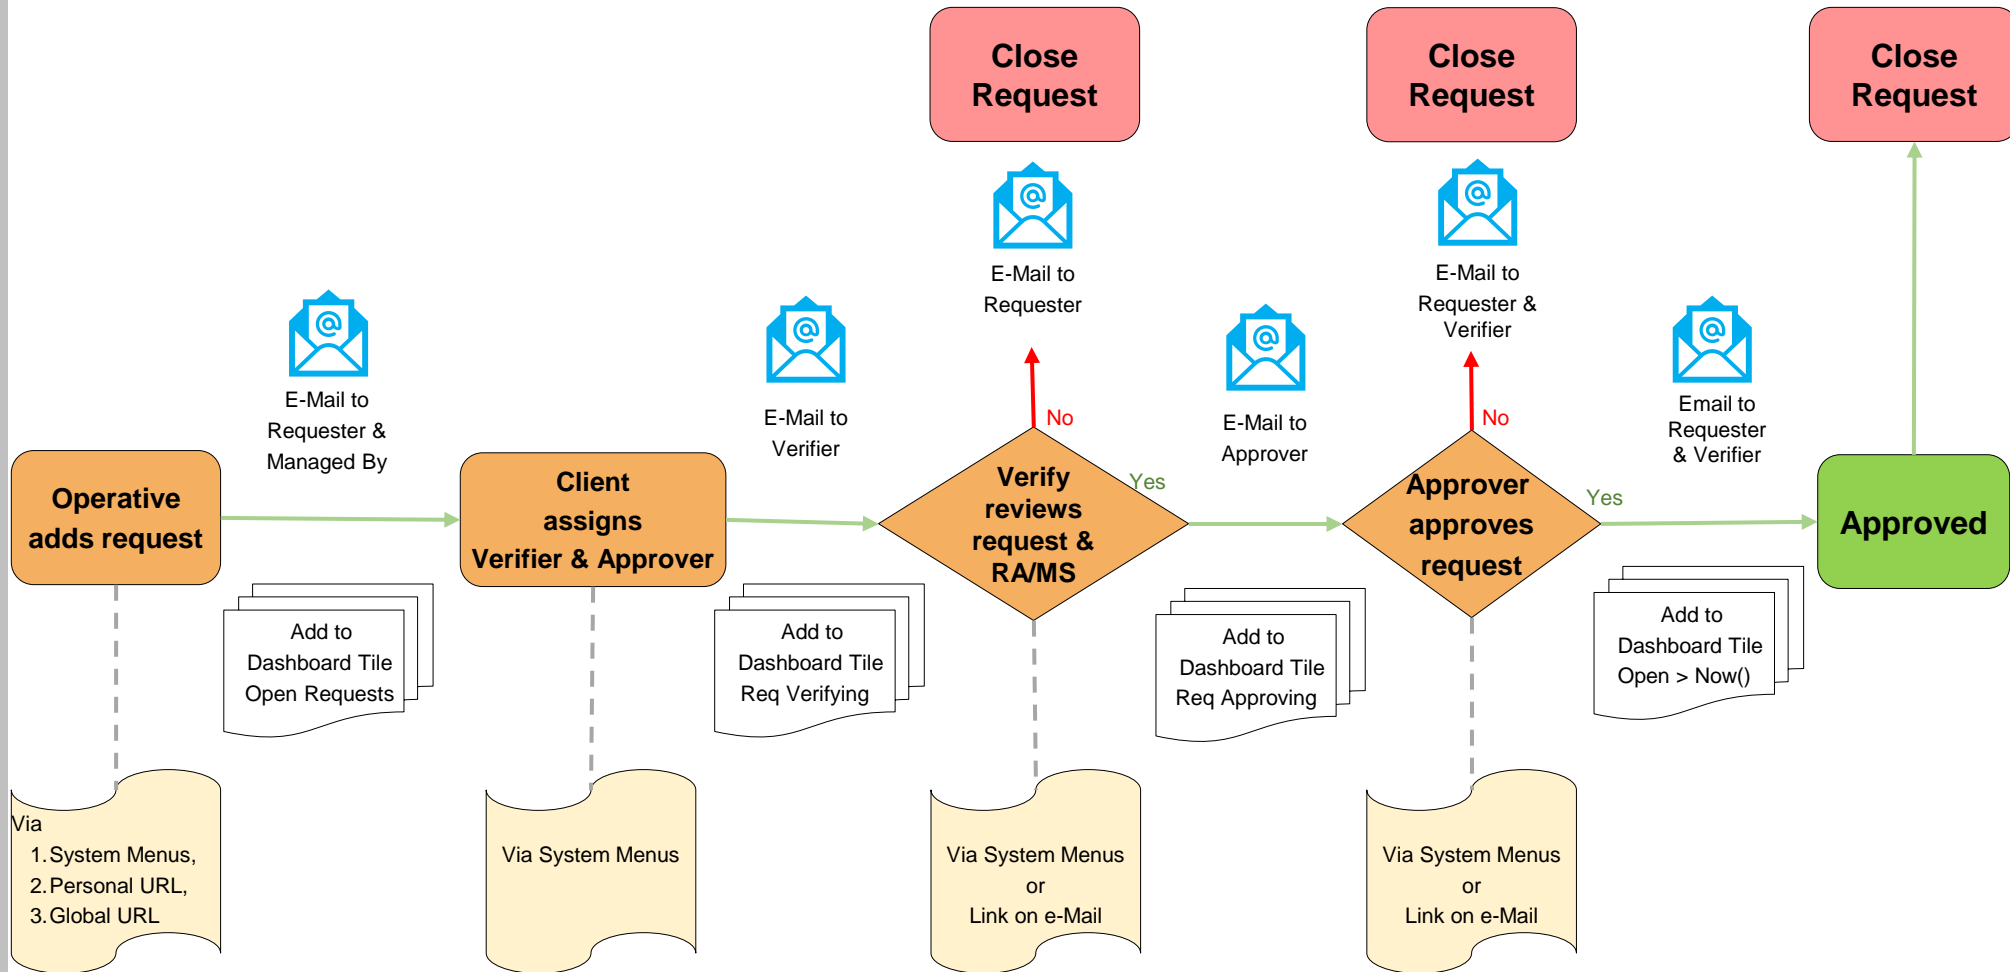 Close
Request
Close
Request
Close
Request
E-Mail to
Requester
E-Mail to
Requester &
Verifier
E-Mail to
Requester &
Managed By
E-Mail to
Verifier
E-Mail to
Approver
Email to
Requester
& Verifier
No
No
Operative
adds request
Client
assigns
Verifier & Approver
Verify
reviews
request &
RA/MS
Yes
Approver
approves
request
Yes
Approved
Add to
Dashboard Tile
Open Requests
Add to
Dashboard Tile
Req Verifying
Add to
Dashboard Tile
Req Approving
Add to
Dashboard Tile
Open > Now()
Via
1. System Menus,
2. Personal URL,
3. Global URL
Via System Menus
Via System Menus
or
Link on e-Mail
Via System Menus
or
Link on e-Mail